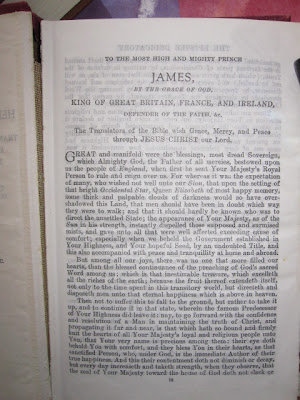 TO THE MOST HIGH AND MIGHTY PRINCE
JAMES,
BY THE GRACE OF GOD,
KING OF GREAT BRITAIN, FRANCE, AND IRELAND,
DEFENDER OF THE FAITH, &c.
The Translators of the Bible wish Grace, Mercy, and Peace
through JESUS CHRIST our Lord.
GREAT and manifold were the blessings, most dread Sovereign,
which Almighty God, the Father of all mercies, bestowed upon
us the people of England, when first he sent Your Majesty's Royal
Person to rule and reign over us. For whereas it was the expectation
of many, who wished not well unto our Sion, that upon the setting of
that bright Occidental Star, Queen Elizabeth of most happy memory,
some thick and palpable clouds of darkness would so have over-
shadowed this Land, that men should have been in doubt which way
they were to walk; and that it should hardly be known who was to
direct the unsettled State; the appearance of Your Majesty, as of the
Sun in his strength, instantly dispelled those supposed and surmised
mists, and gave unto all that were well affected exceeding cause of
comfort; especially when we beheld the Government established in
Your Highness, and Your hopeful Seed, by an undoubted Title, and
this also accompanied with peace and tranquillity at home and abroad.
But among all our joys, there was no one that more filled our
hearts, than the blessed continuance of the preaching of God's sacred
Word among us; which is that inestimable treasure, which excelleth
all the riches of the earth; because the fruit thereof extendeth itself,
not only to the time spent in this transitory world, but directeth and
disposeth men unto that eternal happiness which is above in heaven.
Then not to suffer this to fall to the ground, but rather to take it
up, and to continue it in that state, wherein the famous Predecessor
of Your Highness did leave it: nay, to go forward with the confidence
and resolution of a Man in maintaining the truth of Christ, and
propagating it far and near, is that which hath so bound and firmly
knit the hearts of all Your Majesty's loyal and religious people unto
You, that Your very name is precious among them: their eye doth
behold You with comfort, and they bless You in their hearts, as that
sanctified Person, who, under God, is the immediate Author of their
true happiness. And this their contentment doth not diminish or decay,
but every day increaseth and taketh strength, when they observe, that
the zeal of Your Majesty toward the house of God doth not slack or